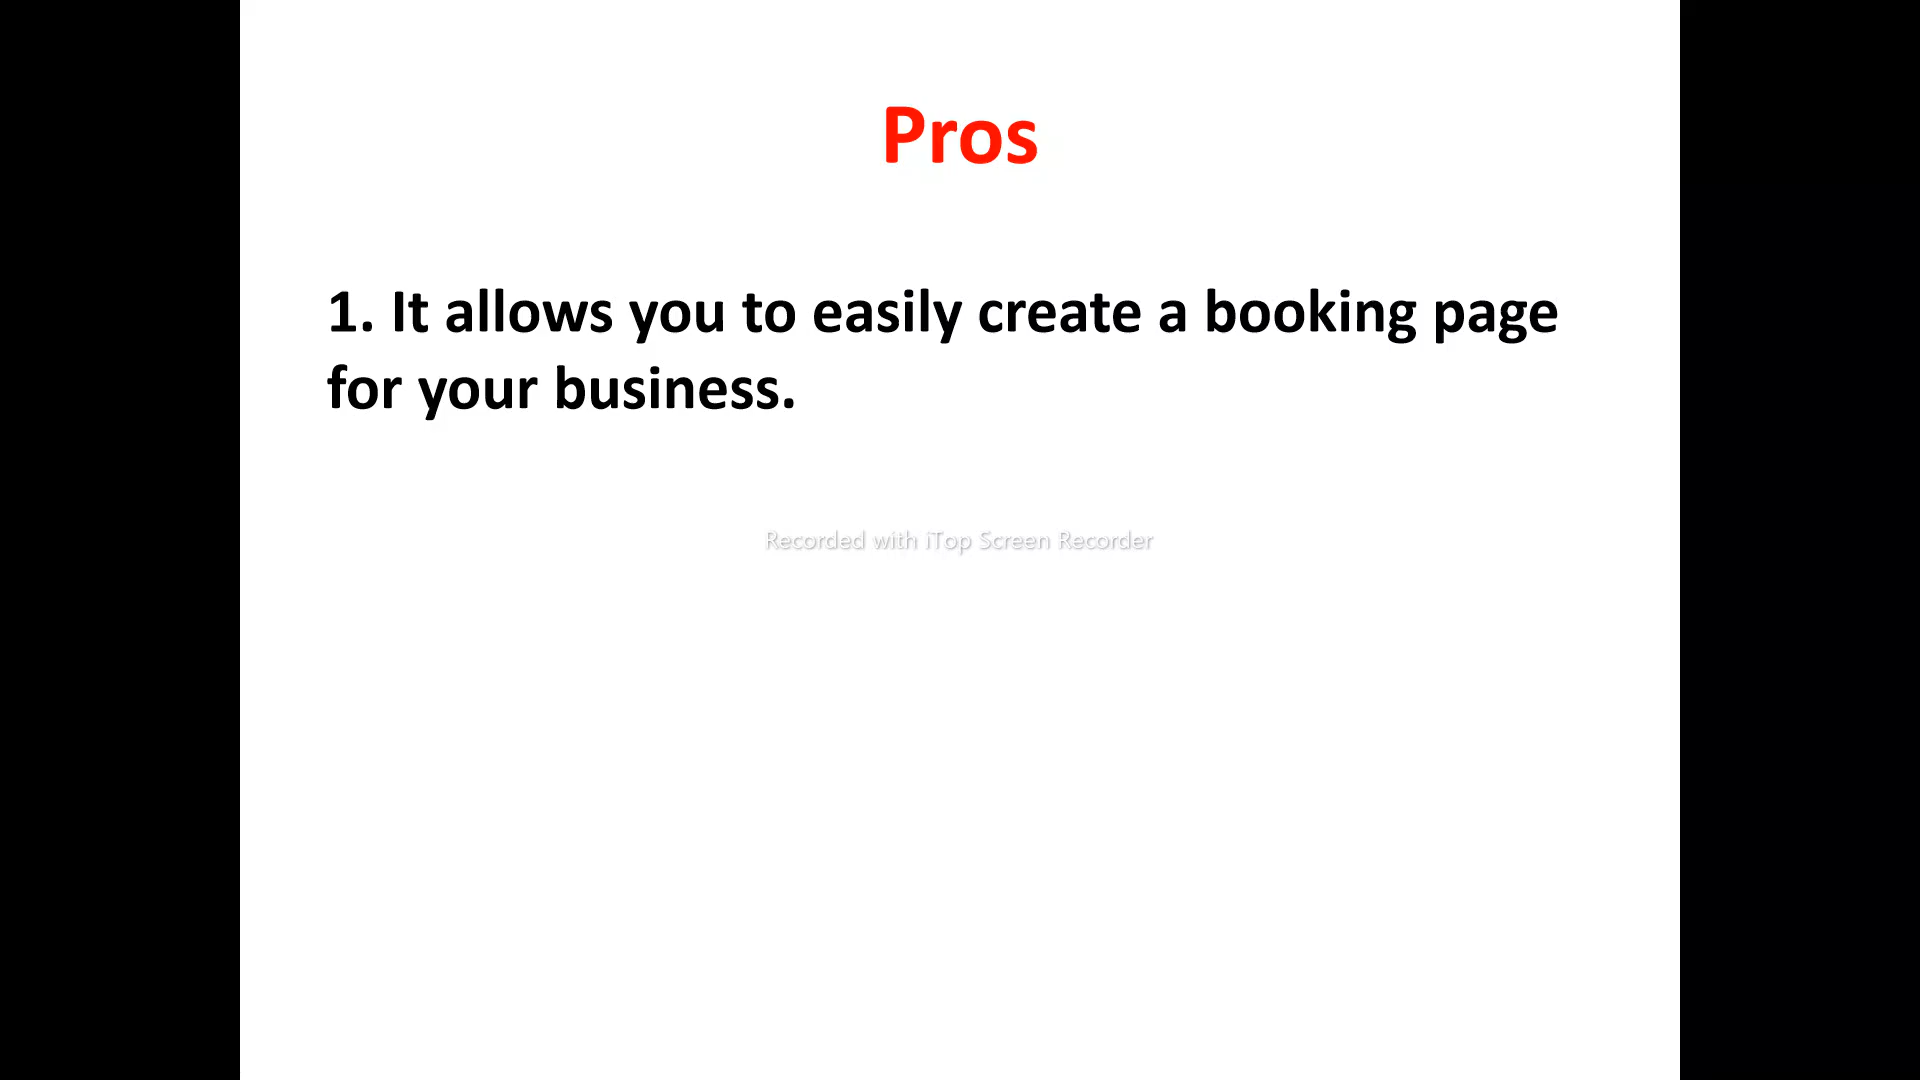 Pros
1. It allows you to easily create a booking page
for your business.
Recorded with iTop Screen Recorder